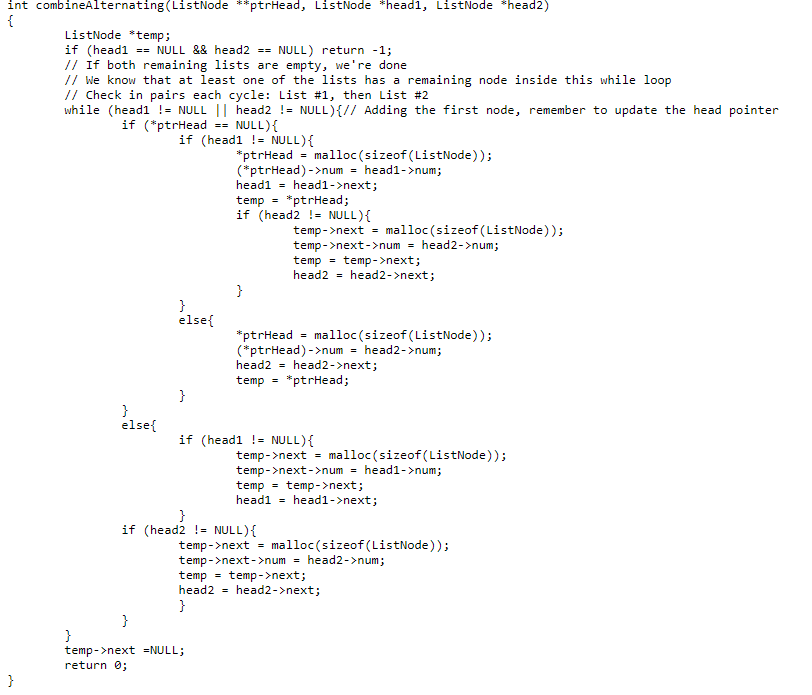 int combineAlternating(ListNode **ptrHead, ListNode *head1, ListNode *head2)
{
        ListNode *temp;
        if (head1 == NULL && head2 == NULL) return -1;
        // If both remaining lists are empty, we're done
        // We know that at least one of the lists has a remaining node inside this while loop
        // Check in pairs each cycle: List #1, then List #2
        while (head1 != NULL || head2 != NULL){// Adding the first node, remember to update the head pointer
                if (*ptrHead == NULL){
                        if (head1 != NULL){
                                *ptrHead = malloc(sizeof(ListNode));
                                (*ptrHead)->num = head1->num;
                                head1 = head1->next;
                                temp = *ptrHead;
                                if (head2 != NULL){
                                        temp->next = malloc(sizeof(ListNode));
                                        temp->next->num = head2->num;
                                        temp = temp->next;
                                        head2 = head2->next;
                                }
                        }
                        else{
                                *ptrHead = malloc(sizeof(ListNode));
                                (*ptrHead)->num = head2->num;
                                head2 = head2->next;
                                temp = *ptrHead;
                        }
                }
                else{
                        if (head1 != NULL){
                                temp->next = malloc(sizeof(ListNode));
                                temp->next->num = head1->num;
                                temp = temp->next;
                                head1 = head1->next;
                        }
                if (head2 != NULL){
                        temp->next = malloc(sizeof(ListNode));
                        temp->next->num = head2->num;
                        temp = temp->next;
                        head2 = head2->next;
                        }
                }
        }
        temp->next =NULL;
        return 0;
}